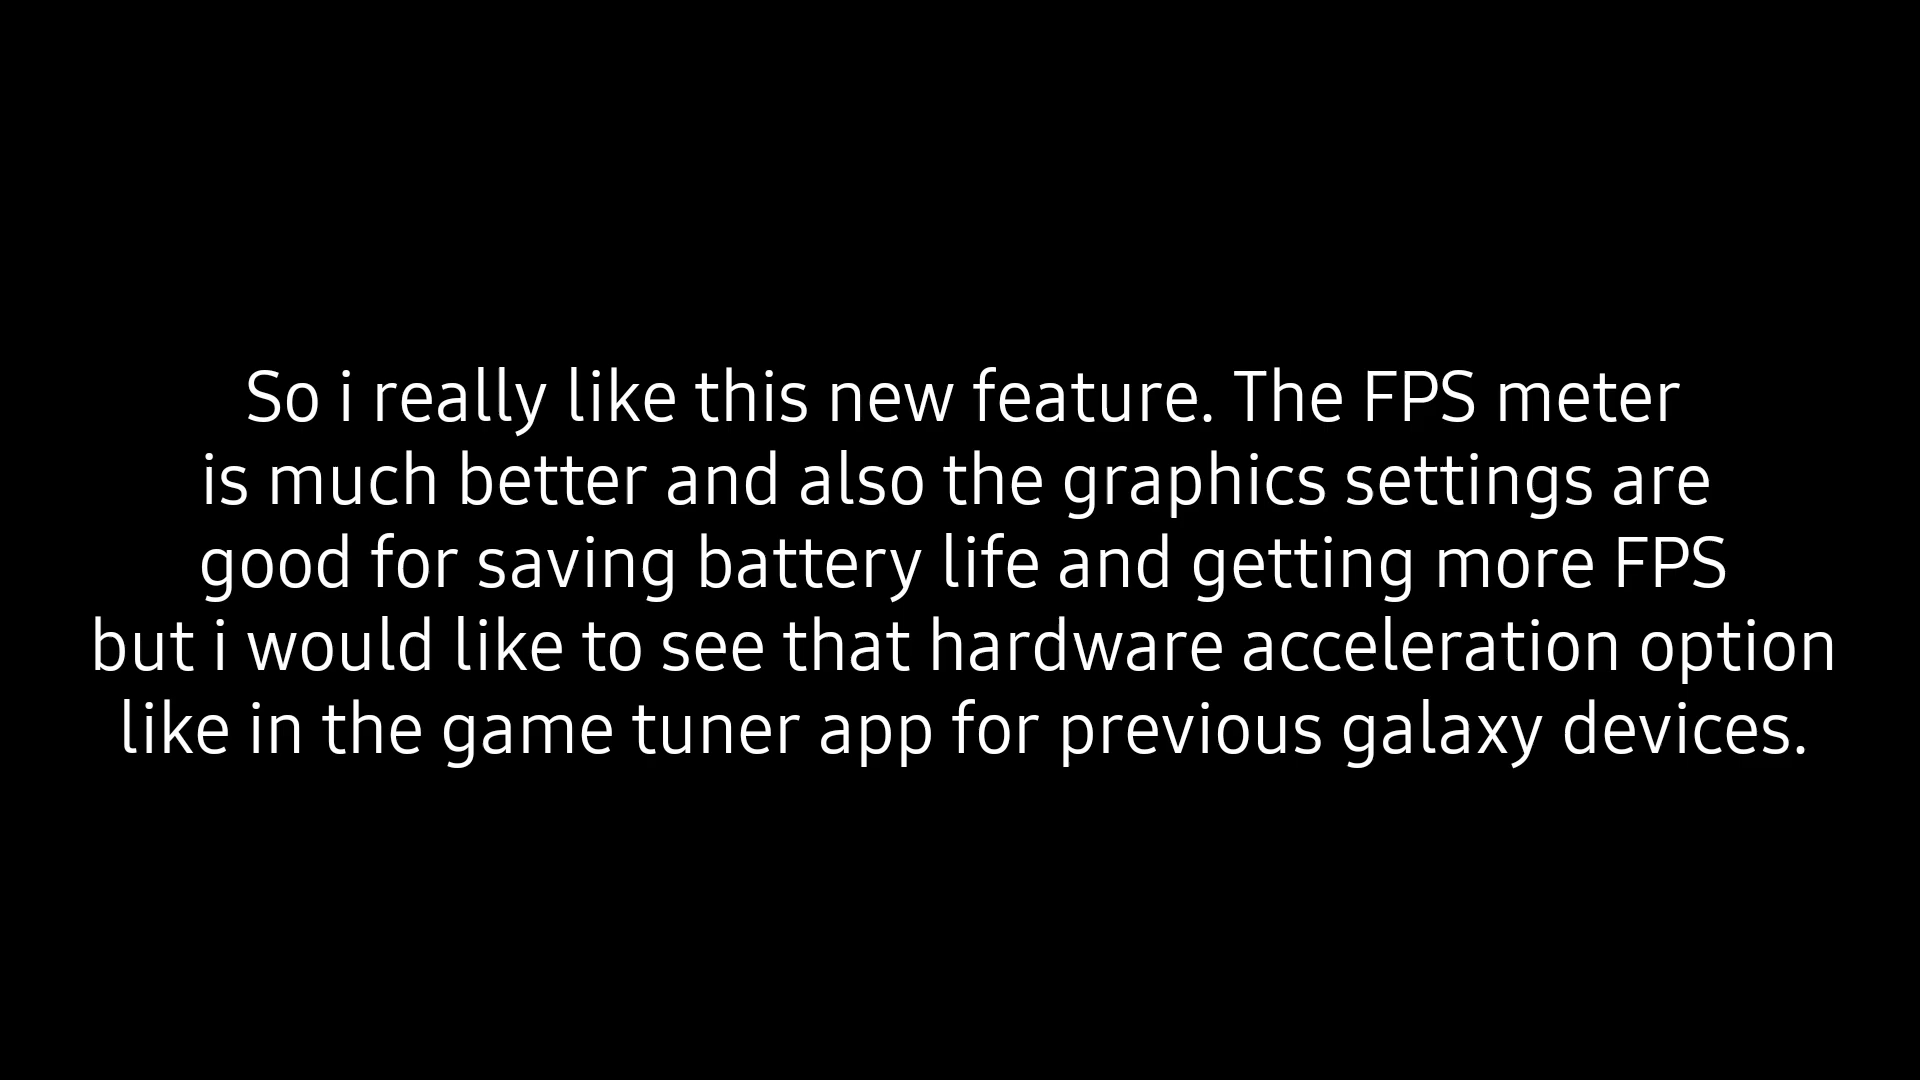 So i really like this new feature. The FPS meter
is much better and also the graphics settings are
good for saving battery life and getting more FPS
but i would like to see that hardware acceleration option
like in the game tuner app for previous galaxy devices.